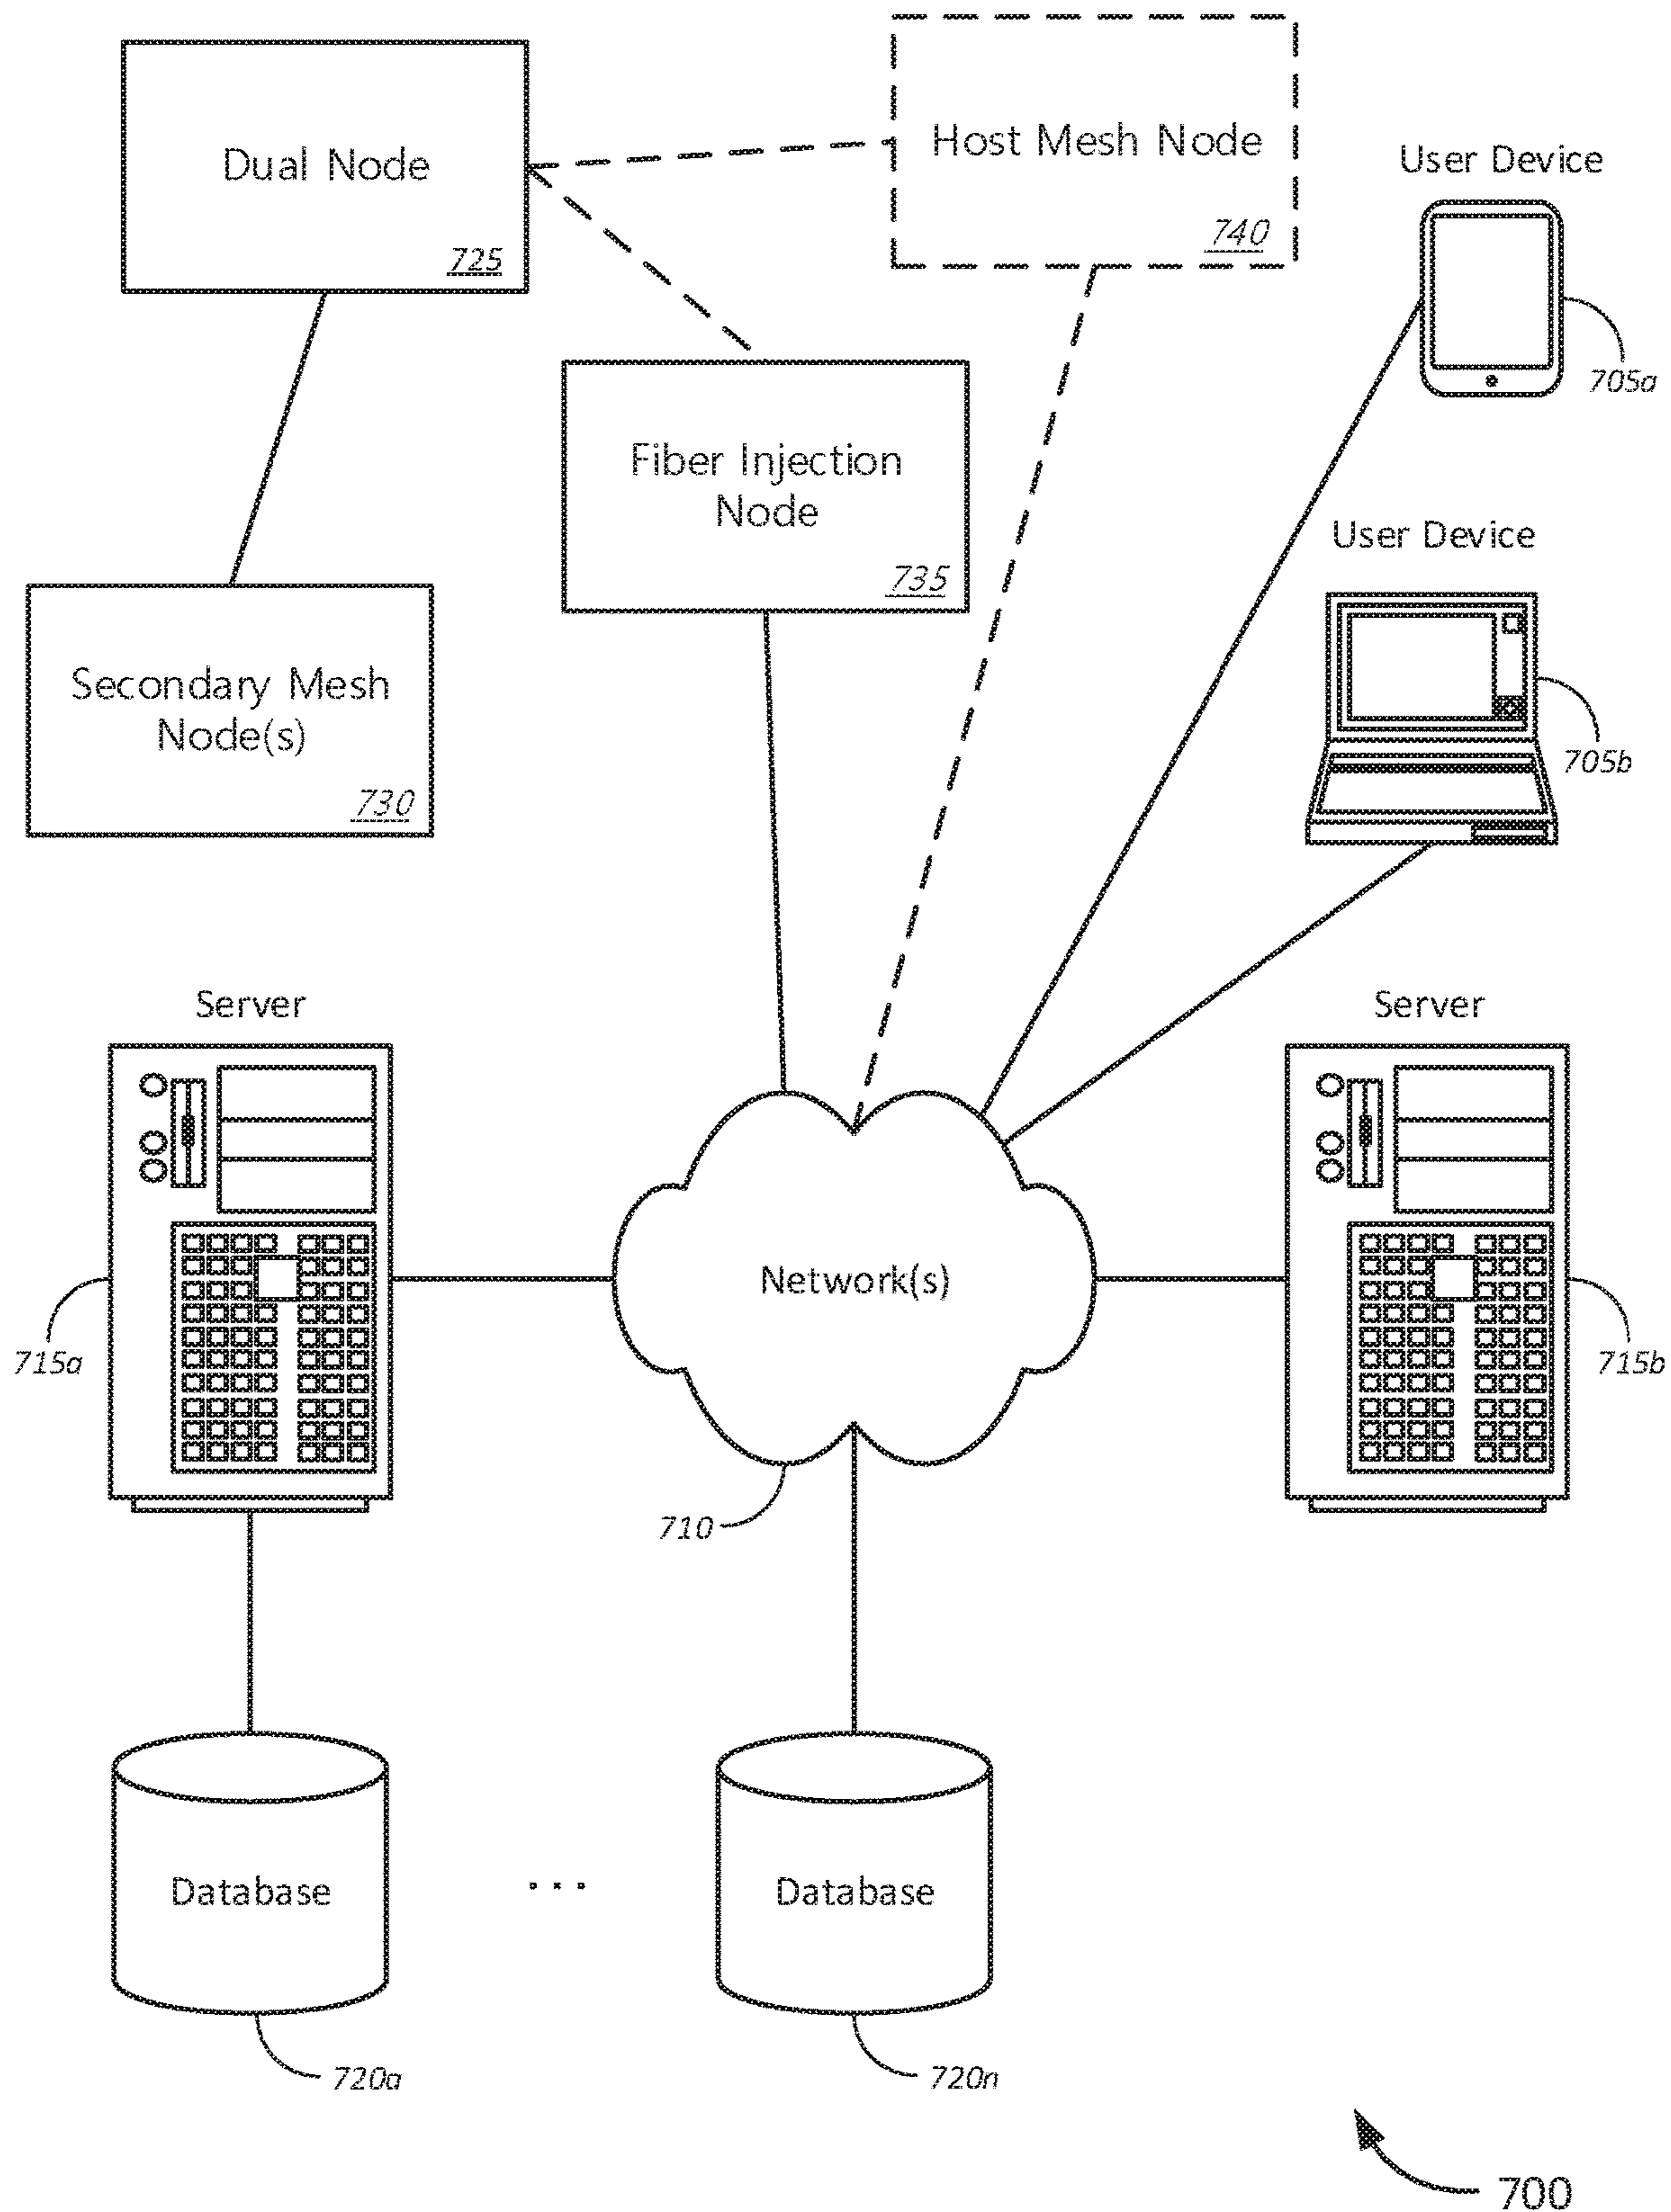 Dual Node
725
Host Mesh Node
740
User Device
705a
Fiber Injection
Node
735
User Device
705b
Secondary Mesh
Node(s)
730
Server
715a
Network(s)
710
Server
715b
Database
720a
...
Database
720n
700